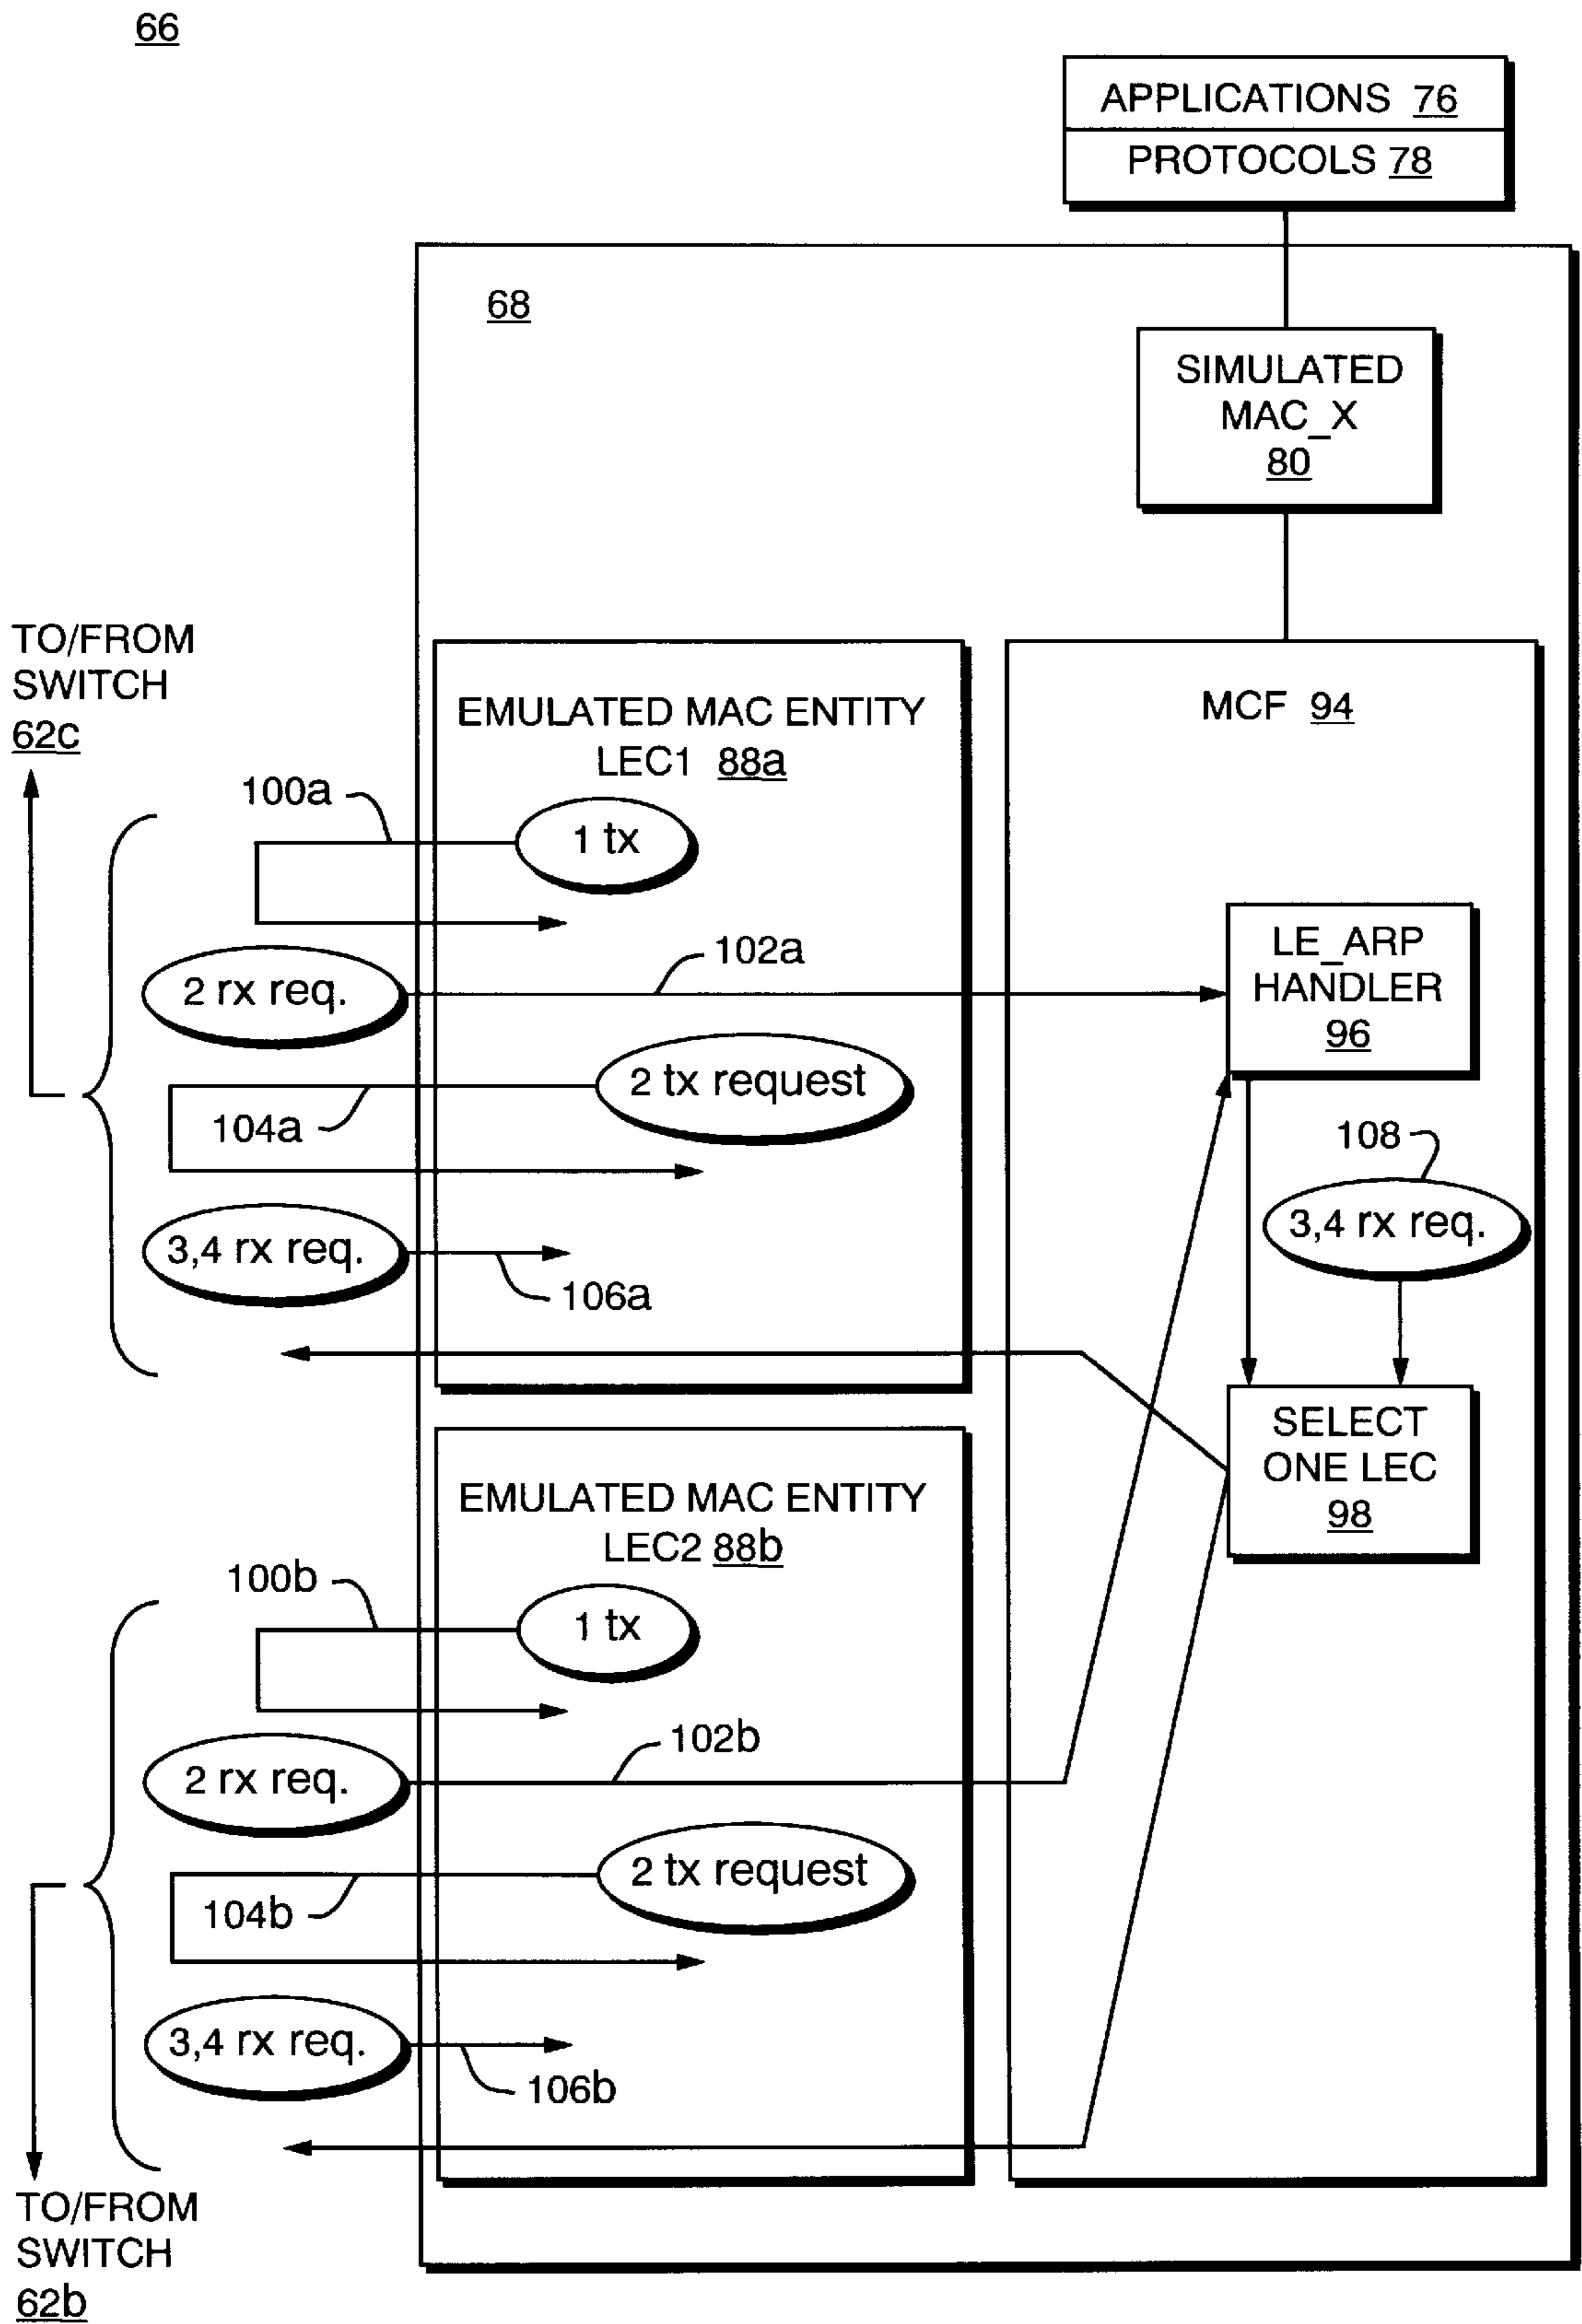 66
APPLICATIONS 76
PROTOCOLS 78
68
SIMULATED
MAC_X
80
TO/FROM
SWITCH
62c
EMULATED MAC ENTITY
LEC1 88a
MCF 94
100a
1 tx
102a
2 rx req.
LE_ARP
HANDLER
96
2 tx request
104a
108
3,4 rx req.
3,4 rx req.
106a
SELECT
ONE LEC
98
EMULATED MAC ENTITY
LEC2 88b
100b
1 tx
102b
2 rx req.
2 tx request
104b
3,4 rx req.
106b
TO/FROM
SWITCH
62b